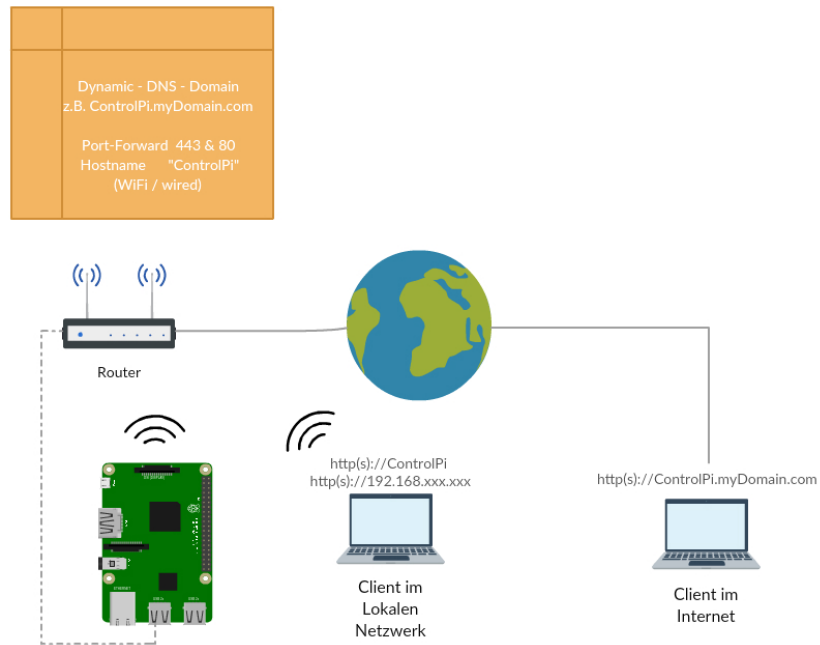 Dynamic - DNS - Domain
z.B. ControlPi.myDomain.com
Port-Forward 443 & 80
Hostname "ControlPi"
(WiFi / wired)
Router
http(s)://ControlPi
http(s)://192.168.xxx.xxx
http(s)://ControlPi.myDomain.com
Client im
Lokalen
Netzwerk
Client im
Internet
ETHERNET